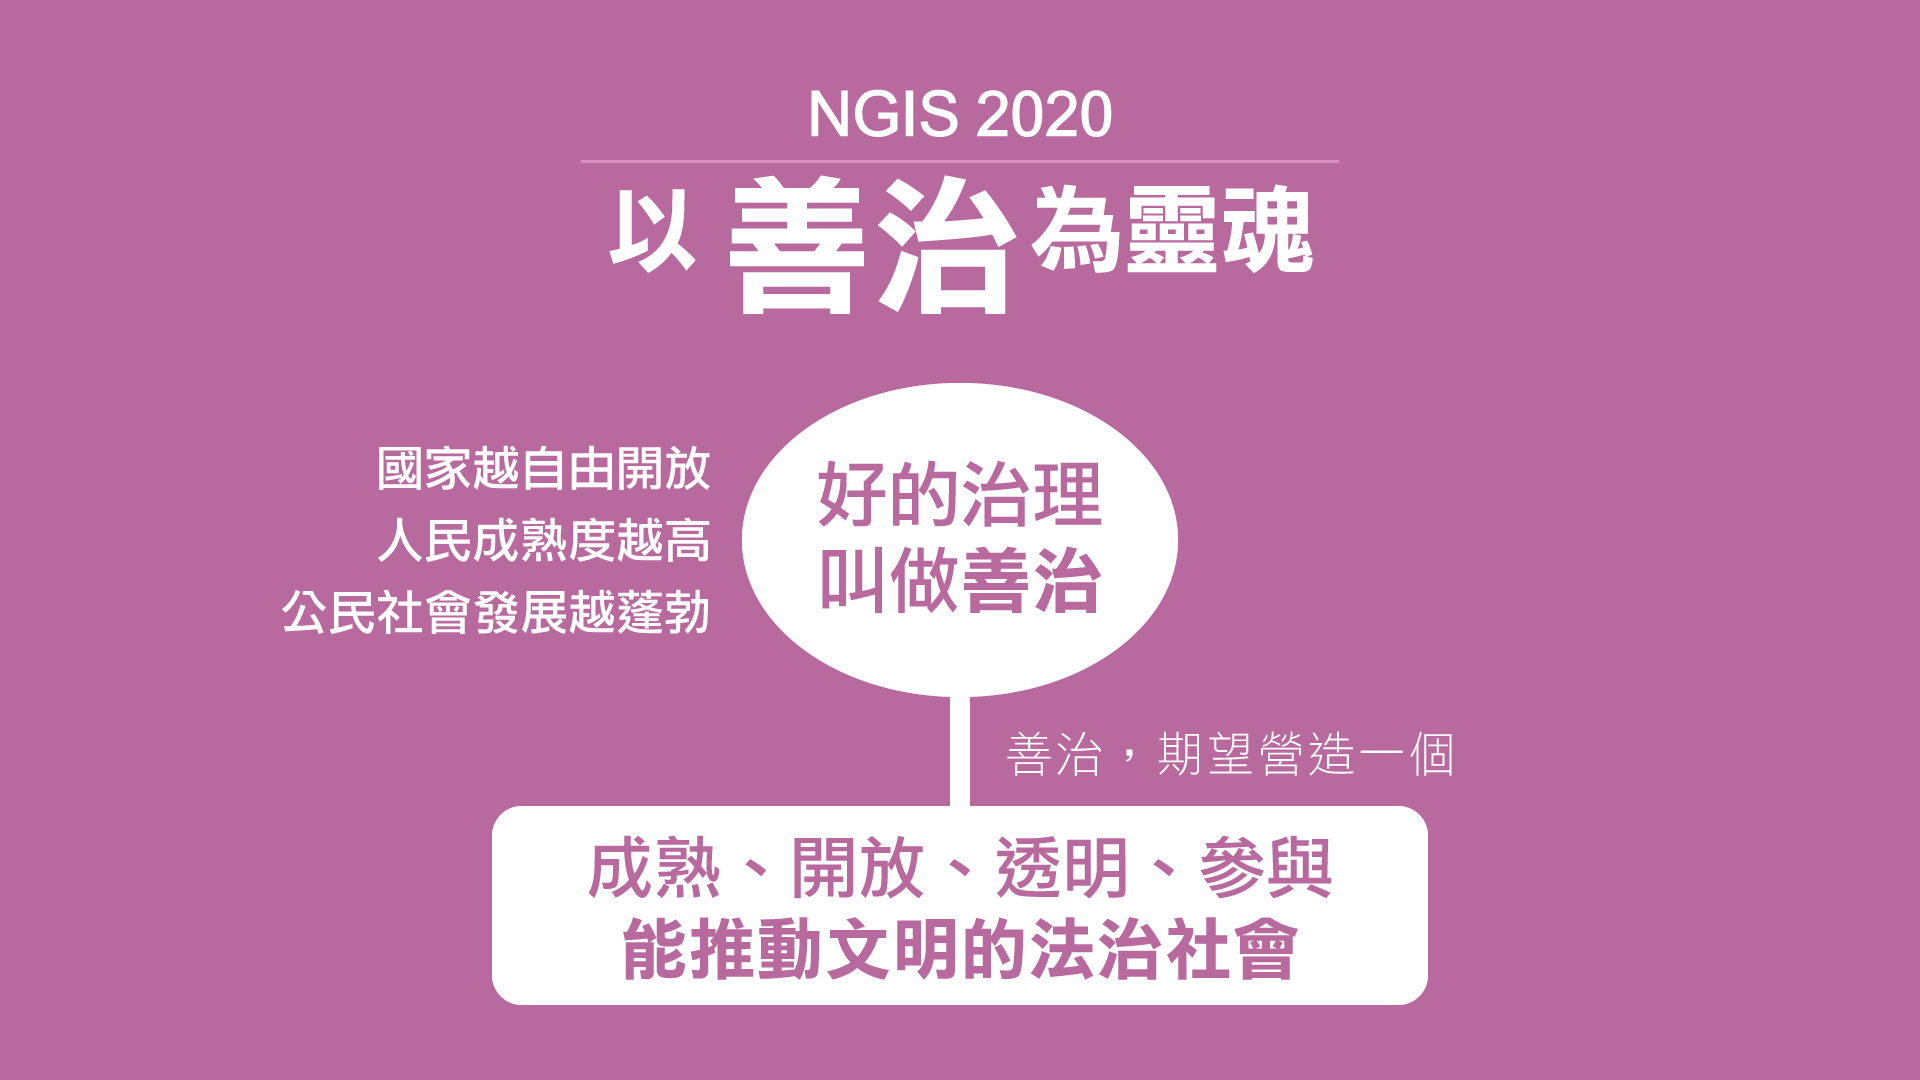 NGIS 2020
以善治為靈魂
國家越自由開放
人民成熟度越高
公民社會發展越蓬勃
好的治理
叫做善治
善治，期望營造一個
成熟、開放、透明、參與
能推動文明的法治社會